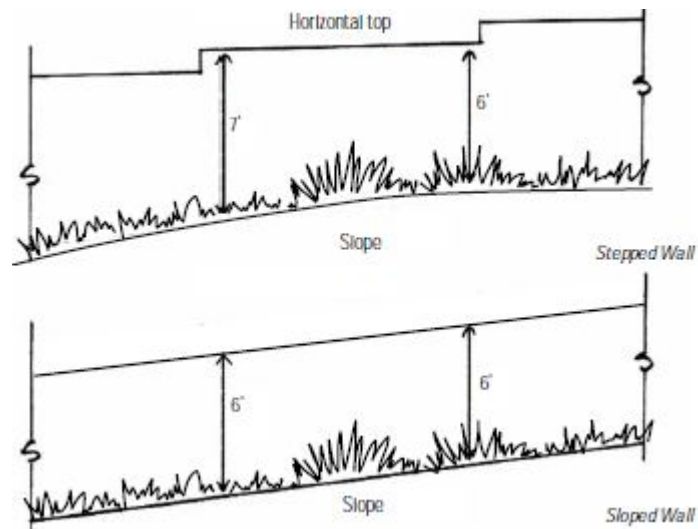 Horizontal top
7'
6'
Slope
Stepped Wall
6'
6'
Slope
Sloped Wall